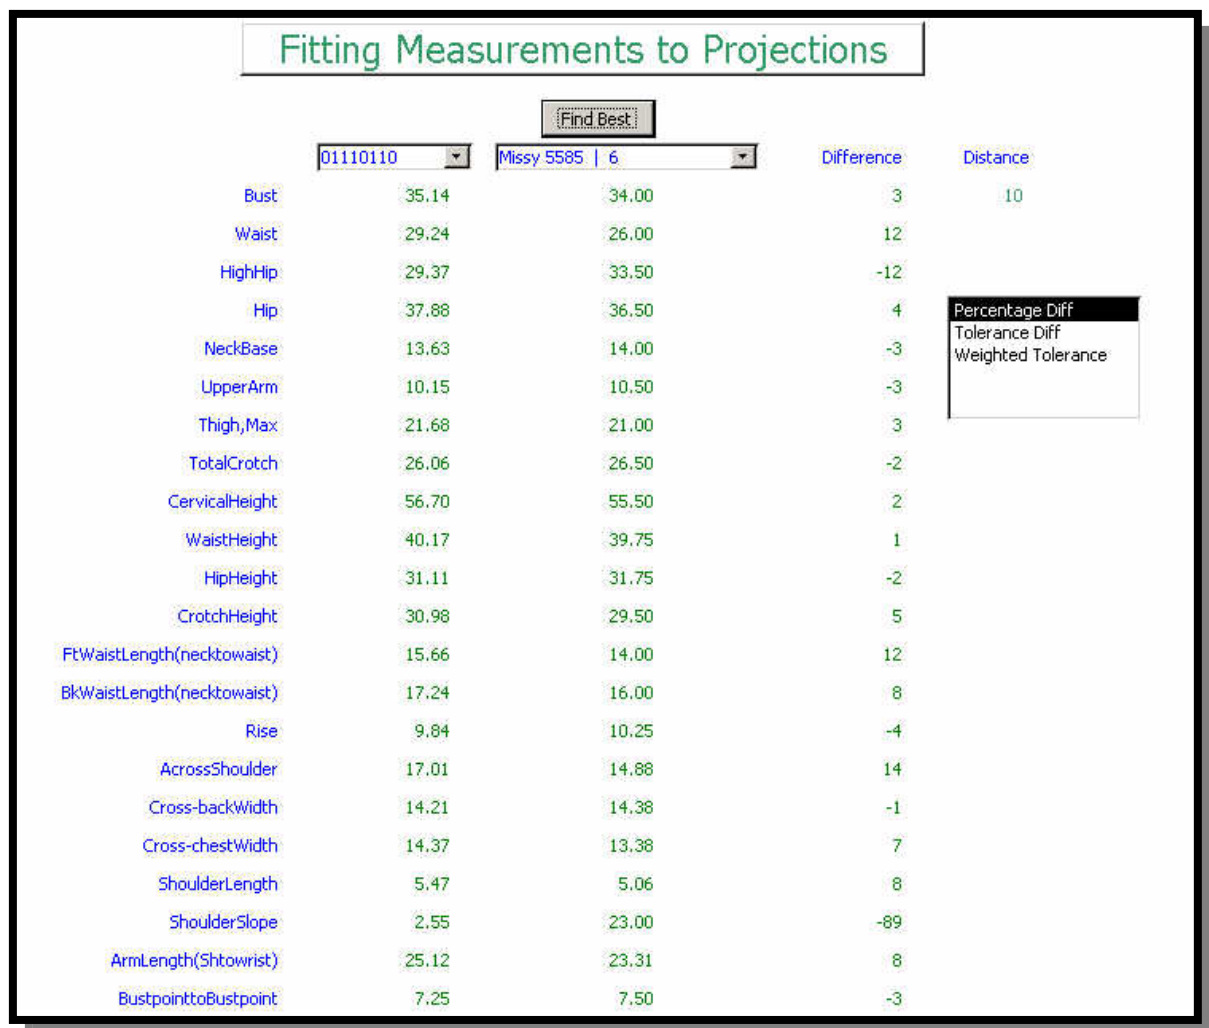 Fitting Measurements to Projections
Find Best
01110110 Missy 5585 | 6 Difference Distance
Bust 35.14 34.00 3 10
Waist 29.24 26.00 12
HighHip 29.37 33.50 -12
Hip 37.88 36.50 4
Percentage Diff
Tolerance Diff
Weighted Tolerance
NeckBase 13.63 14.00 -3
UpperArm 10.15 10.50 -3
Thigh,Max 21.68 21.00 3
TotalCrotch 26.06 26.50 -2
CervicalHeight 56.70 55.50 2
WaistHeight 40.17 39.75 1
HipHeight 31.11 31.75 -2
CrotchHeight 30.98 29.50 5
FtWaistLength(necktowaist) 15.66 14.00 12
BkWaistLength(necktowaist) 17.24 16.00 8
Rise 9.84 10.25 -4
AcrossShoulder 17.01 14.88 14
Cross-backWidth 14.21 14.38 -1
Cross-chestWidth 14.37 13.38 7
ShoulderLength 5.47 5.06 8
ShoulderSlope 2.55 23.00 -89
ArmLength(Shtowrist) 25.12 23.31 8
BustpointtoBustpoint 7.25 7.50 -3